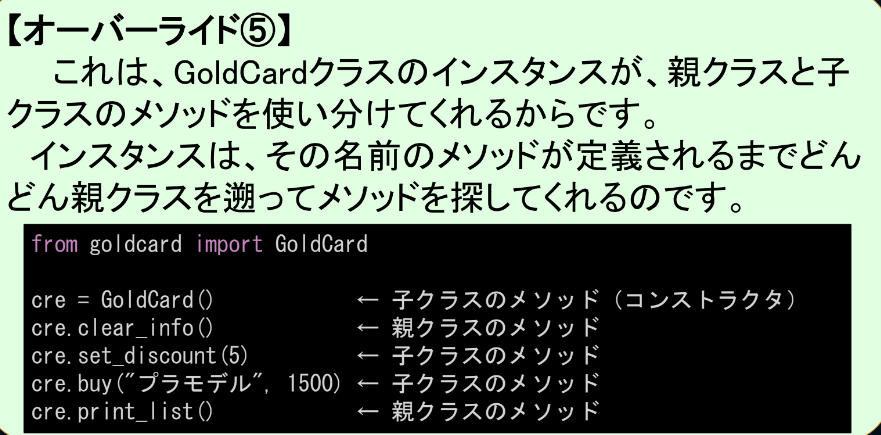 【オーバーライド⑤】
これは、GoldCardクラスのインスタンスが、親クラスと子
クラスのメソッドを使い分けてくれるからです。
インスタンスは、その名前のメソッドが定義されるまでどん
どん親クラスを遡ってメソッドを探してくれるのです。
from goldcard import GoldCard
cre = GoldCard() ← 子クラスのメソッド（コンストラクタ）
cre.clear_info() ← 親クラスのメソッド
cre.set_discount(5) ← 子クラスのメソッド
cre.buy("プラモデル", 1500) ← 子クラスのメソッド
cre.print_list() ← 親クラスのメソッド